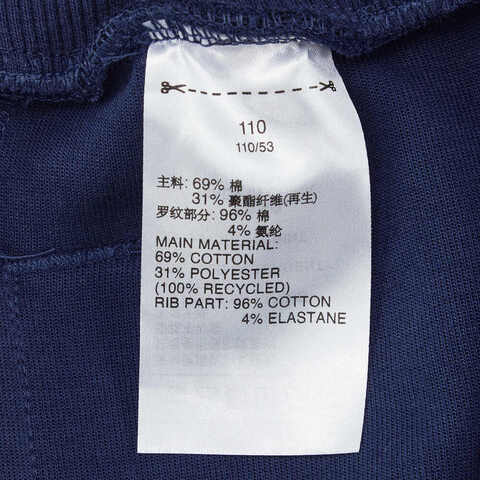 110
110/53
主料: 69% 棉
31% 聚酯纤维(再生)
罗纹部分: 96% 棉
4% 氨纶
MAIN MATERIAL:
69% COTTON
31% POLYESTER
(100% RECYCLED)
RIB PART: 96% COTTON
4% ELASTANE